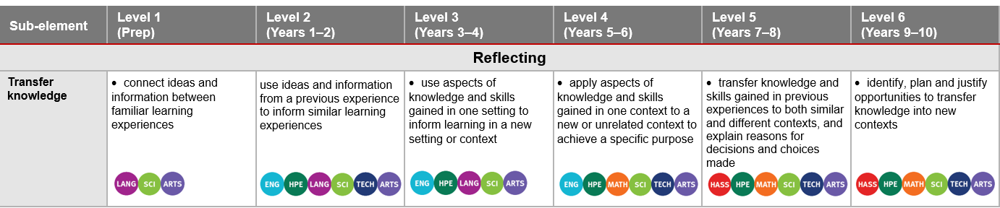 Sub-element
Level 1
(Prep)
Level 2
(Years 1–2)
Level 3
(Years 3–4)
Level 4
(Years 5–6)
Level 5
(Years 7–8)
Level 6
(Years 9–10)
Reflecting
Transfer
knowledge
• connect ideas and
information between
familiar learning
experiences
LANG SCI ARTS
use ideas and information
from a previous experience
to inform similar learning
experiences
ENG HPE LANG SCI TECH ARTS
• use aspects of
knowledge and skills
gained in one setting to
inform learning in a new
setting or context
ENG HPE LANG SCI ARTS
• apply aspects of
knowledge and skills
gained in one context to a
new or unrelated context to
achieve a specific purpose
ENG HPE MATH SCI TECH ARTS
• transfer knowledge and
skills gained in previous
experiences to both similar
and different contexts, and
explain reasons for
decisions and choices
made
HASS HPE MATH SCI TECH ARTS
• identify, plan and justify
opportunities to transfer
knowledge into new
contexts
HASS HPE MATH SCI TECH ARTS